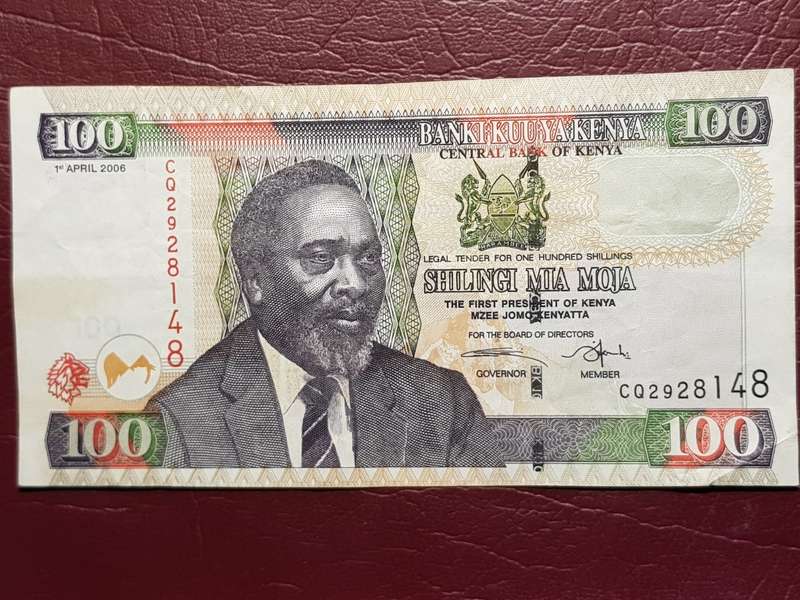 100
BANKI KUU YA KENYA
100
CENTRAL BANK OF KENYA
1st APRIL 2006
CQ2928148
HARAMBEE
LEGAL TENDER FOR ONE HUNDRED SHILLINGS
SHILINGI MIA MOJA
THE FIRST PRESIDENT OF KENYA
MZEE JOMO KENYATTA
FOR THE BOARD OF DIRECTORS
100
GOVERNOR
MEMBER
CQ2928148
100
100